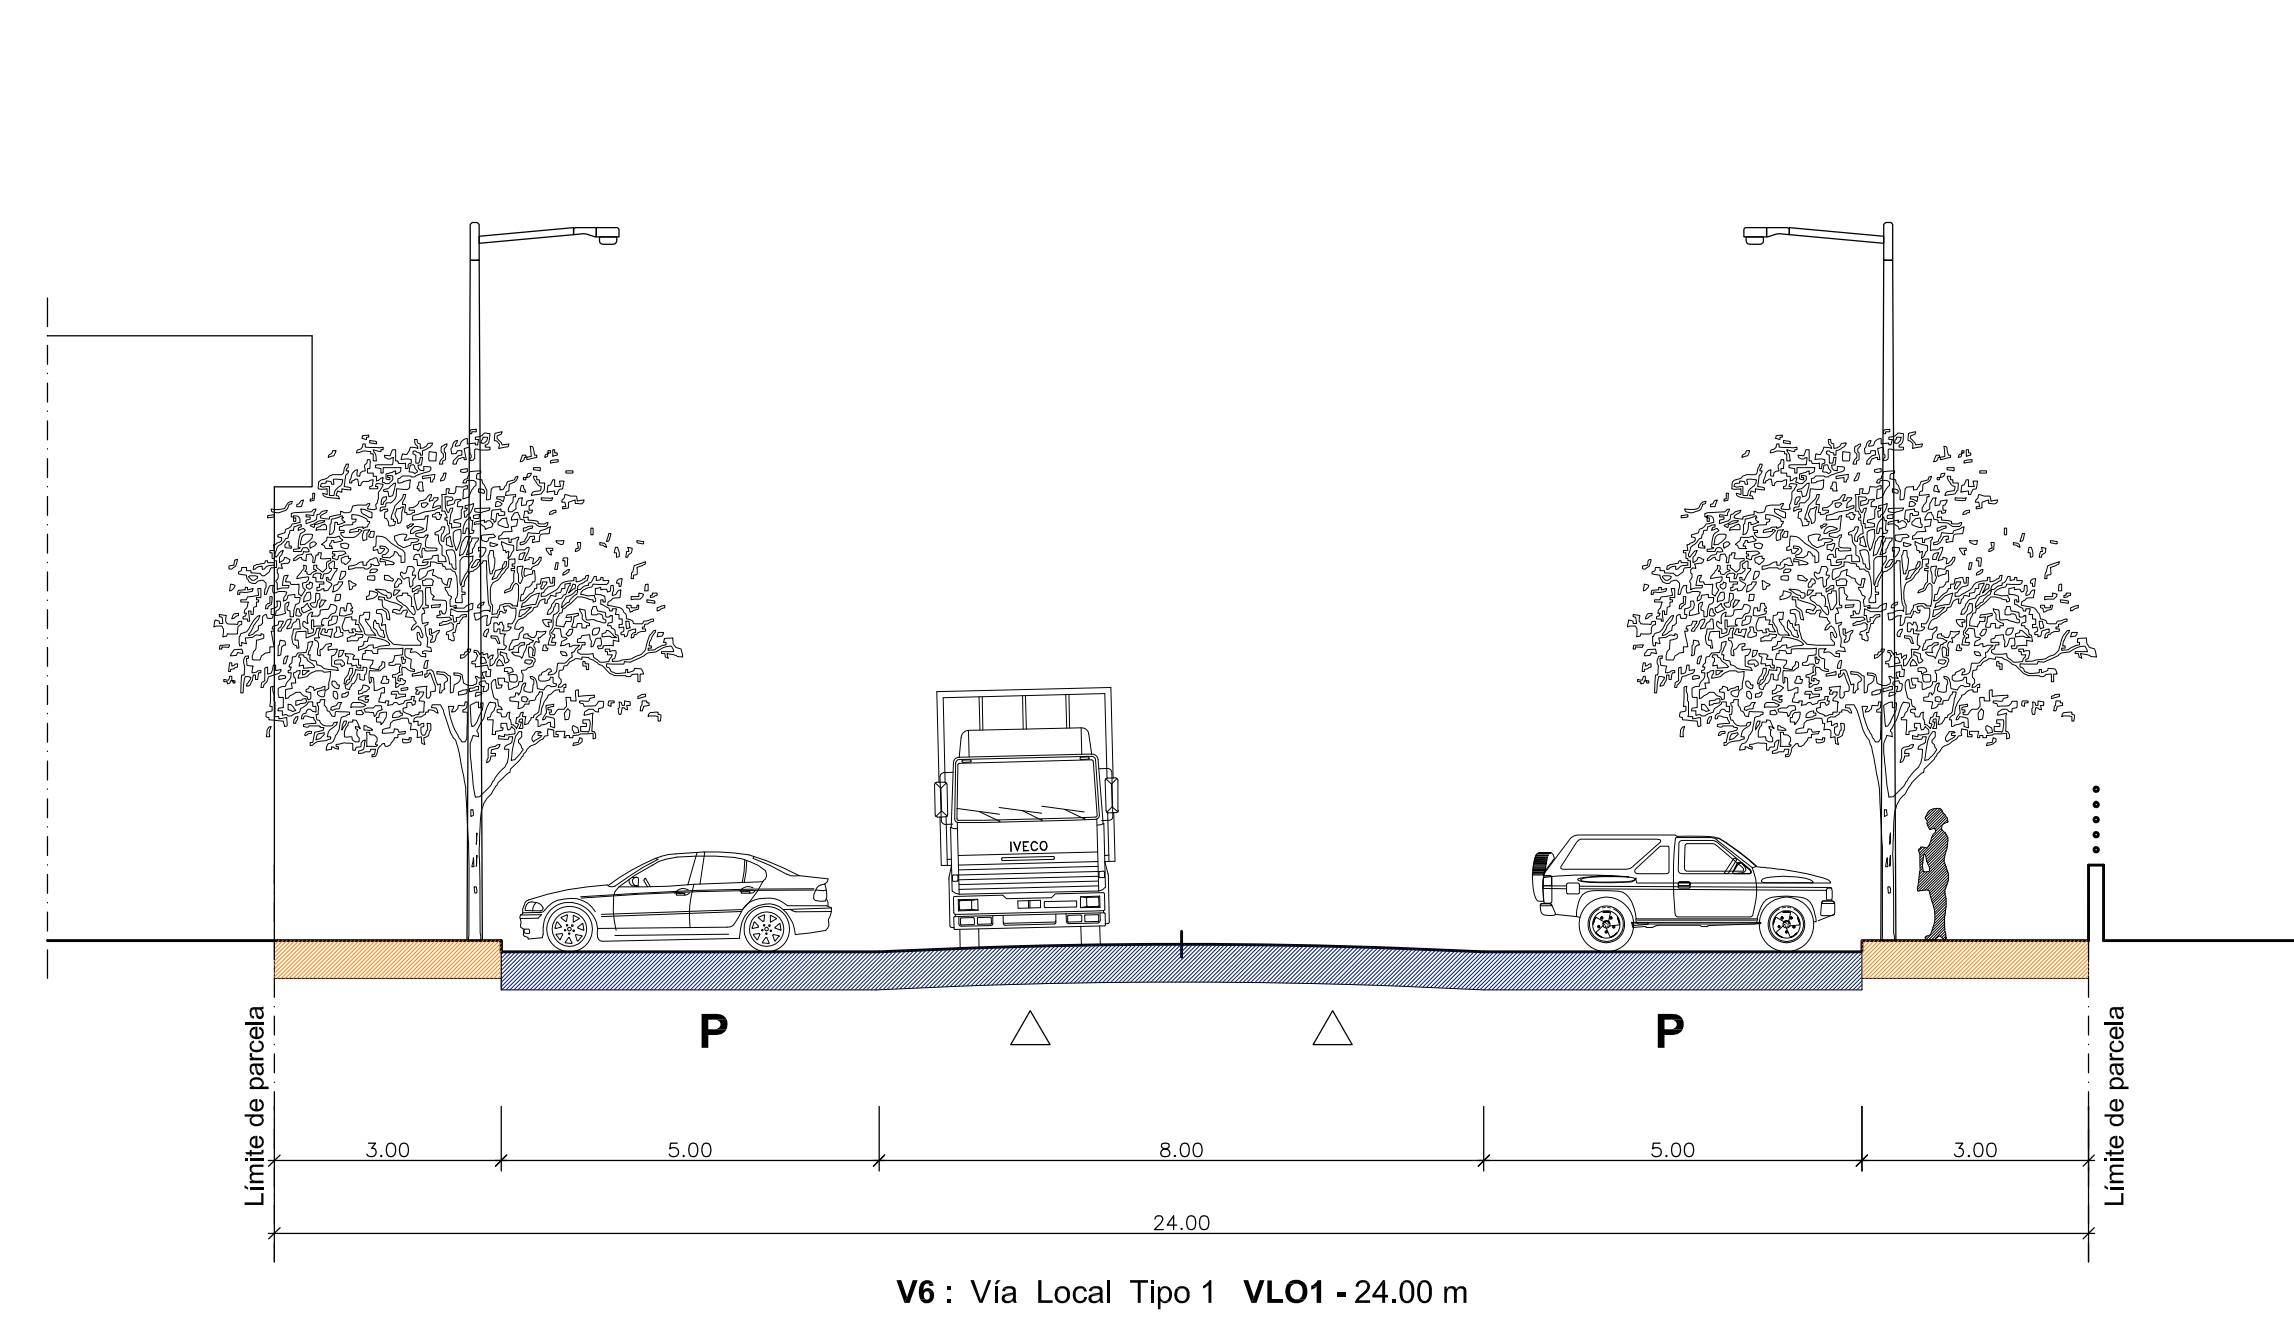 IVECO
P
P
Límite de parcela
Límite de parcela
3.00
5.00
8.00
5.00
3.00
24.00
V6 : Vía Local Tipo 1 VLO1 - 24.00 m